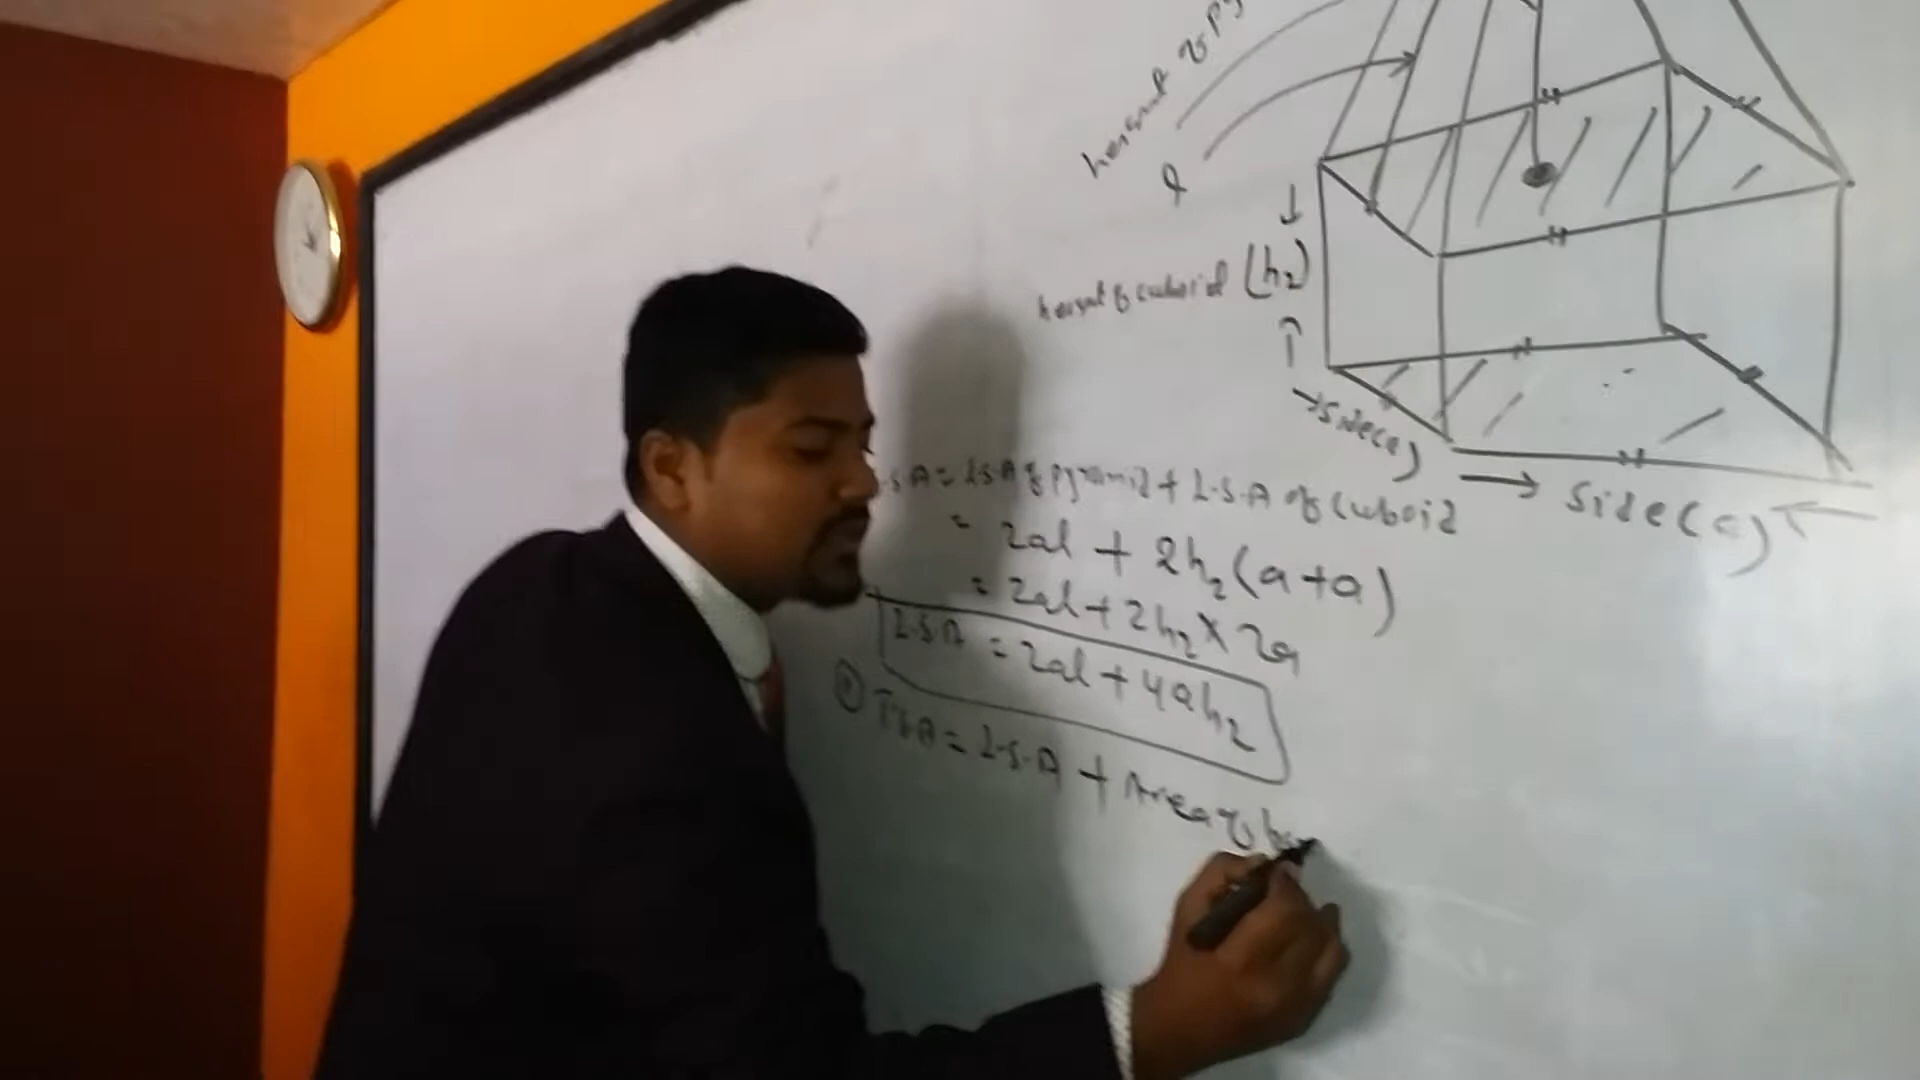 l
height of cuboid (h2)
→ side(a)
→ side(a) ←
.S.A = L.S.A of pyramid + L.S.A of cuboid
= 2al + 2h2(a+a)
= 2al + 2h2 × 2a
L.S.A = 2al + 4ah2
T.S.A = L.S.A + Area of